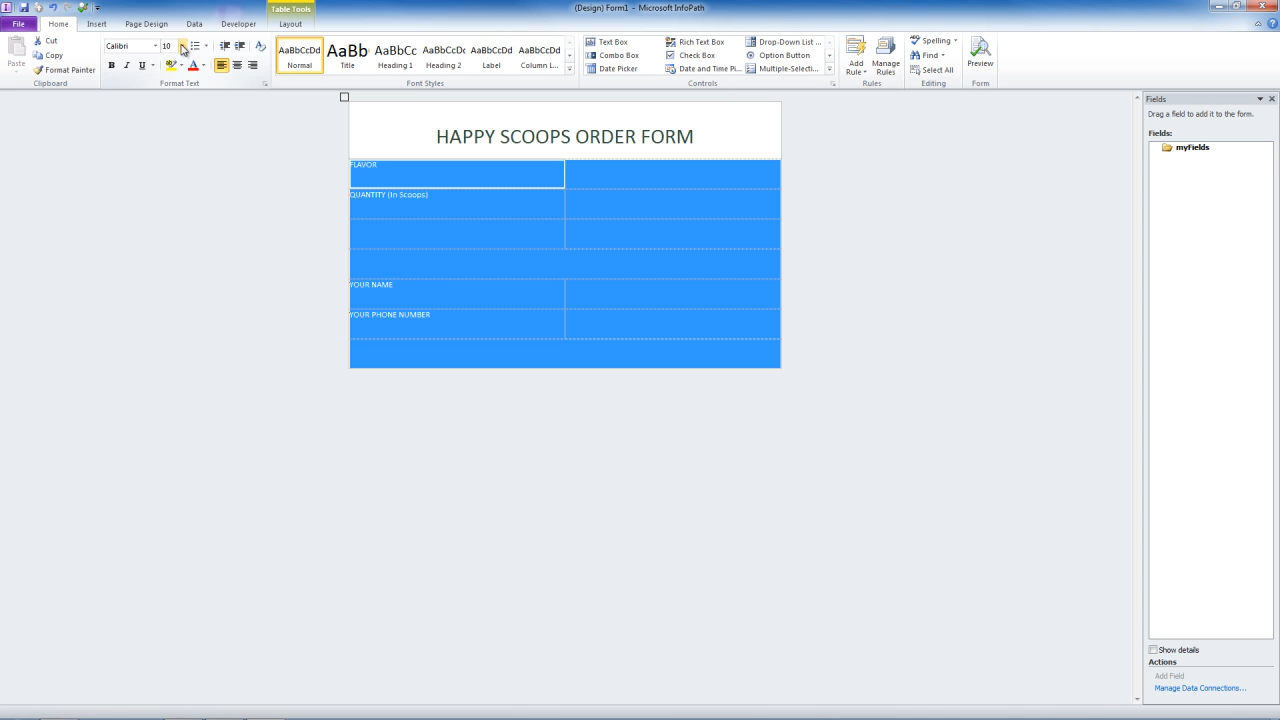 Table Tools
(Design) Form1 - Microsoft InfoPath
File Home Insert Page Design Data Developer Layout
Paste Cut Copy Format Painter
Clipboard
Calibri 10
B I U A
Format Text
AaBbCcDd AaBb AaBbCc AaBbCcDc AaBbCcDd AaBbCcDd
Normal Title Heading 1 Heading 2 Label Column L...
Font Styles
Text Box Rich Text Box Drop-Down List ...
Combo Box Check Box Option Button
Date Picker Date and Time Pi... Multiple-Selecti...
Controls
Add Rule Manage Rules
Rules
Spelling
Find
Select All
Editing
Preview
Form
HAPPY SCOOPS ORDER FORM
FLAVOR
QUANTITY (In Scoops)
YOUR NAME
YOUR PHONE NUMBER
Fields
Drag a field to add it to the form.
Fields:
myFields
Show details
Actions
Add Field
Manage Data Connections...